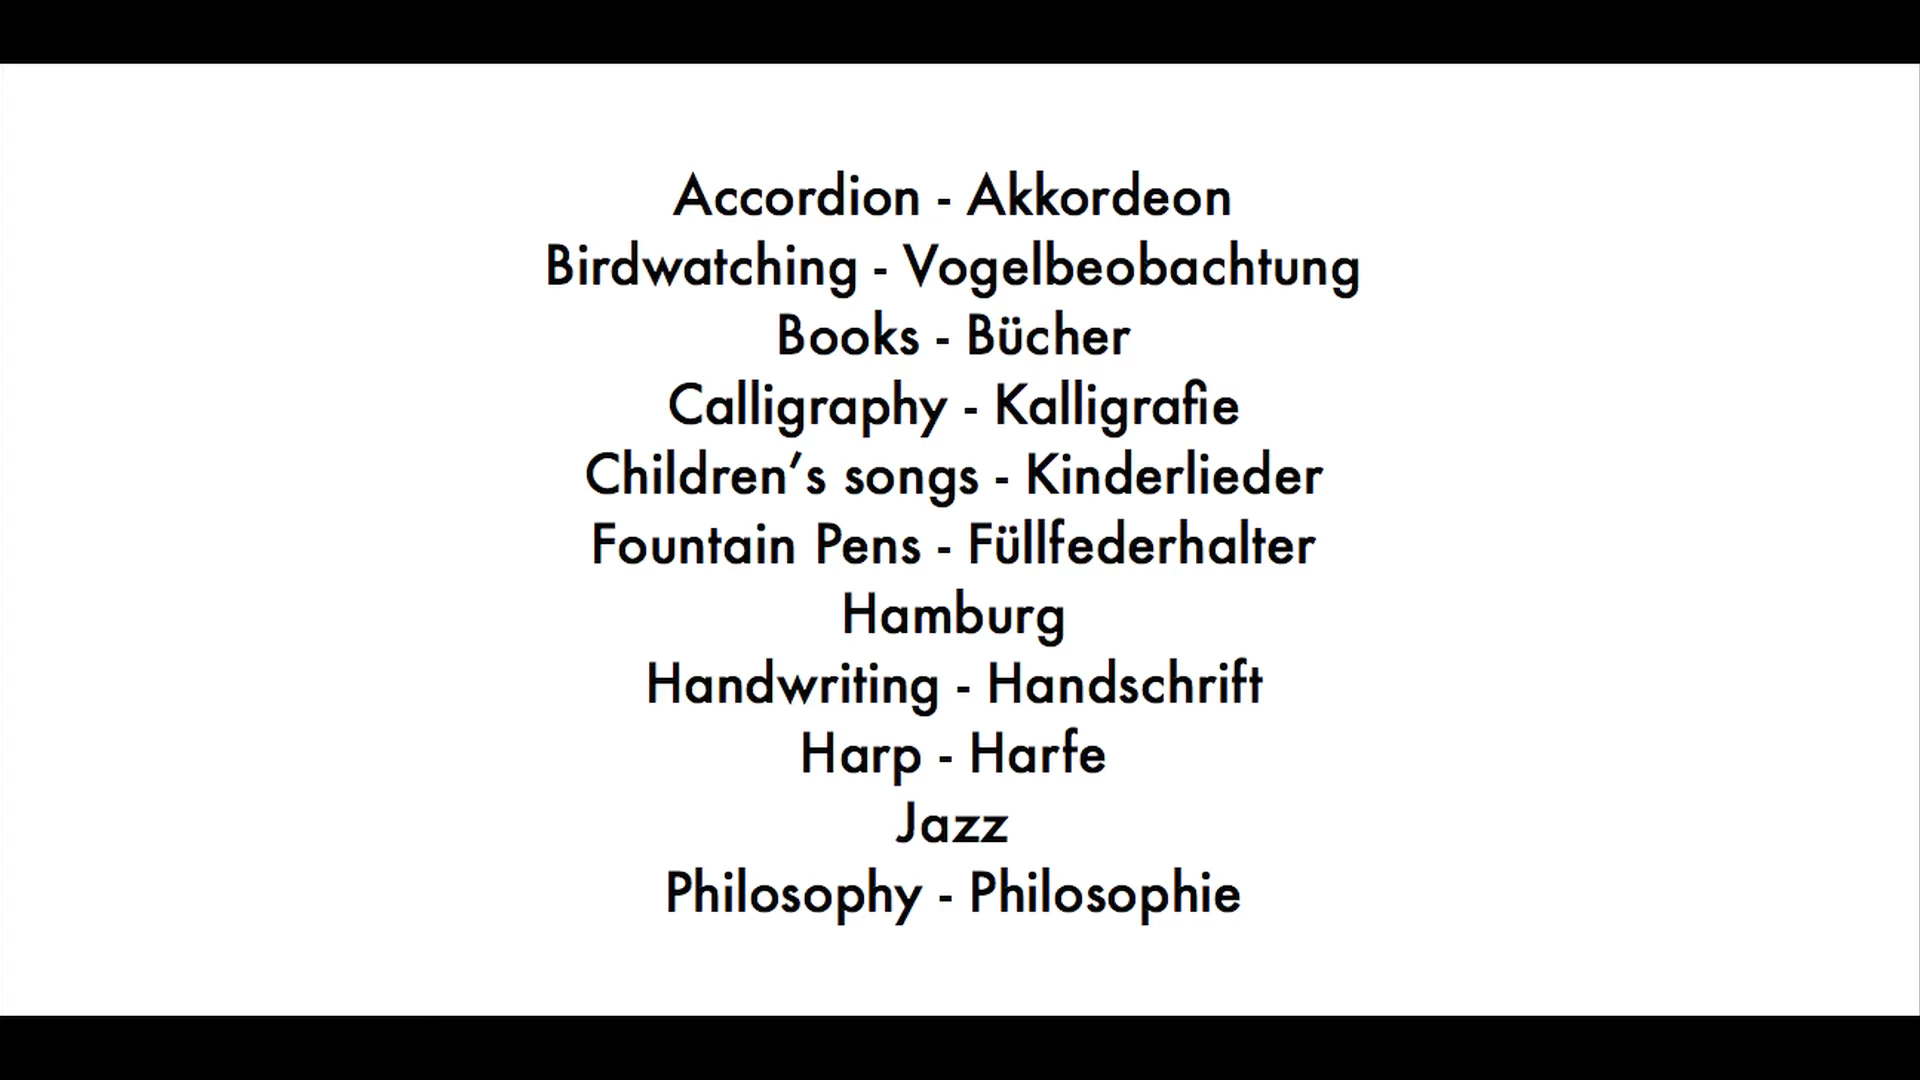 Accordion - Akkordeon
Birdwatching - Vogelbeobachtung
Books - Bücher
Calligraphy - Kalligrafie
Children’s songs - Kinderlieder
Fountain Pens - Füllfederhalter
Hamburg
Handwriting - Handschrift
Harp - Harfe
Jazz
Philosophy - Philosophie